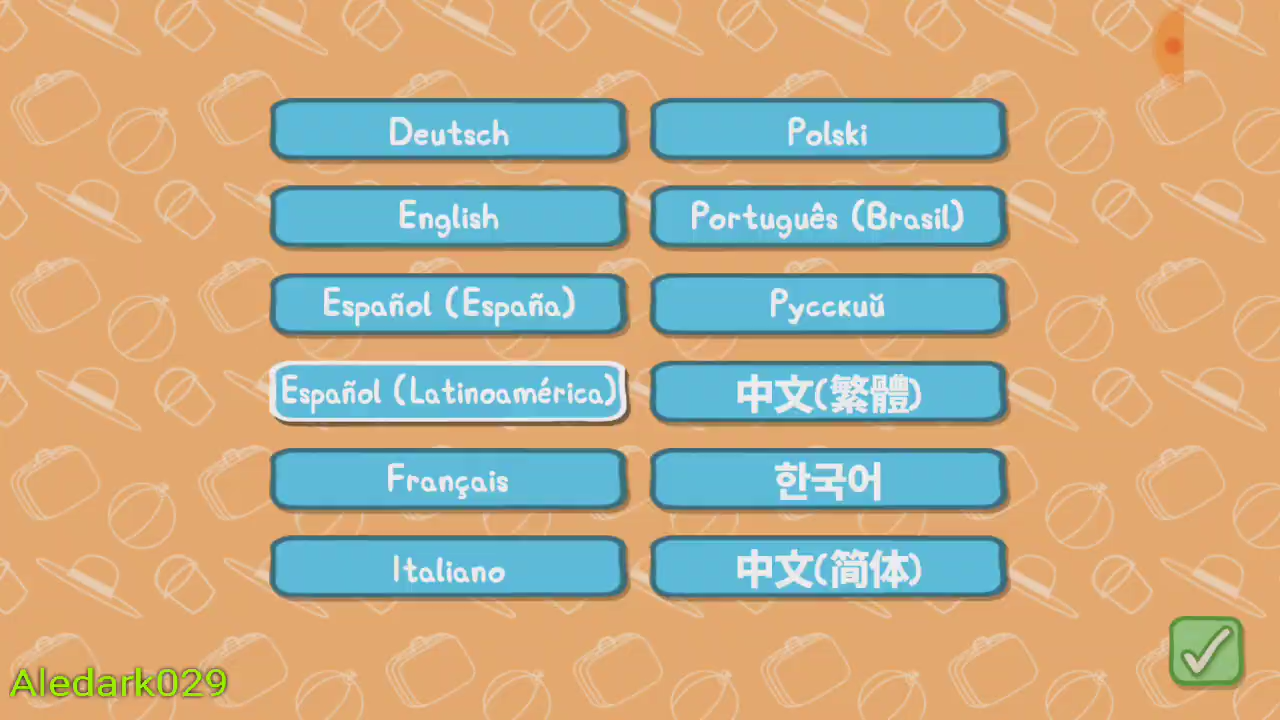 Deutsch
Polski
English
Português (Brasil)
Español (España)
Русский
Español (Latinoamérica)
中文(繁體)
Français
한국어
Italiano
中文(简体)
Aledark029